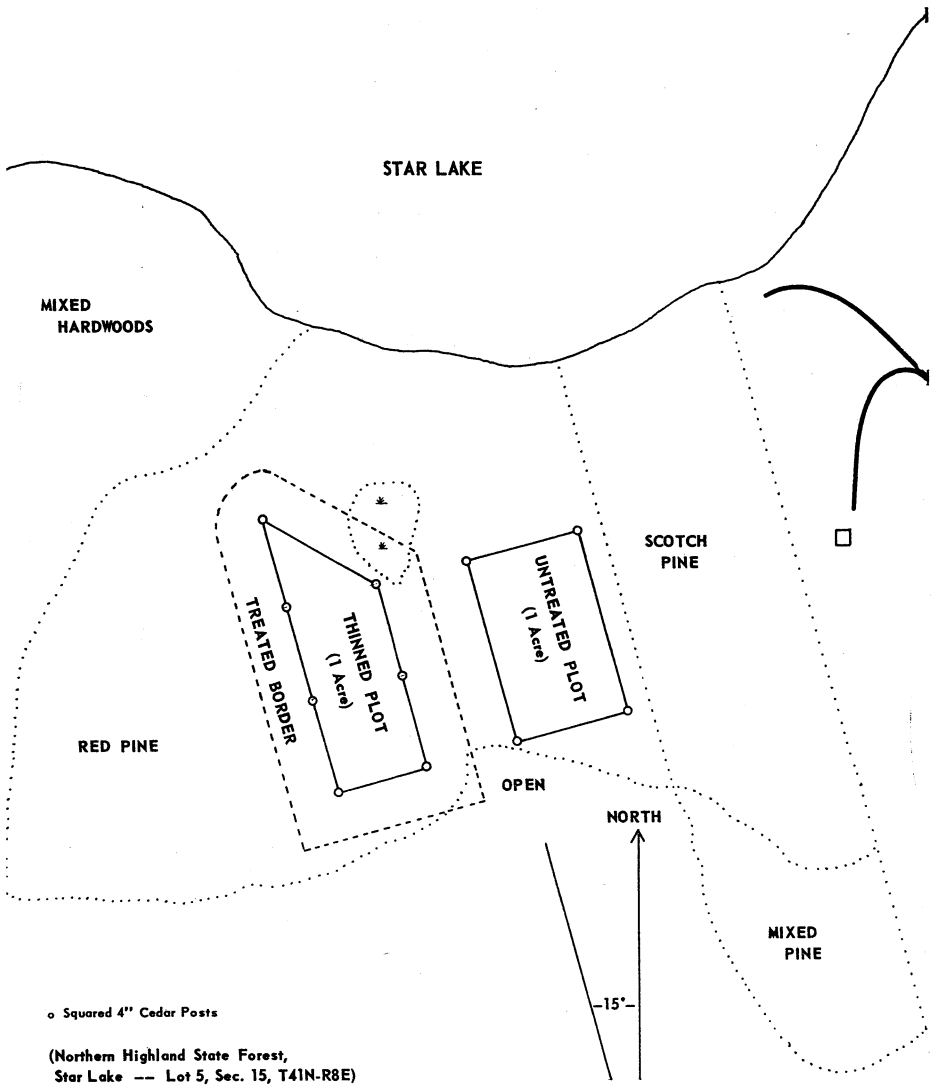 STAR LAKE
MIXED
HARDWOODS
SCOTCH
PINE
UNTREATED PLOT
(1 Acre)
THINNED PLOT
(1 Acre)
TREATED BORDER
RED PINE
OPEN
NORTH
MIXED
PINE
15°
o Squared 4" Cedar Posts
(Northern Highland State Forest,
Star Lake -- Lot 5, Sec. 15, T41N-R8E)